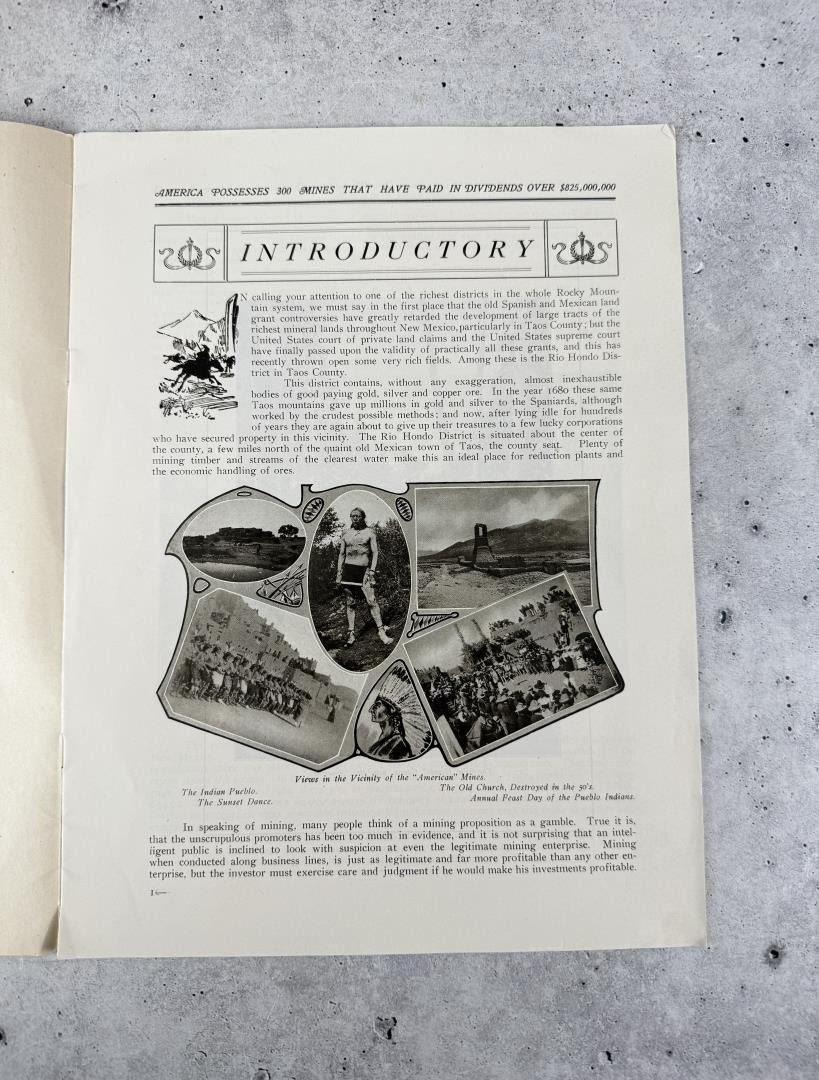 AMERICA POSSESSES 300 MINES THAT HAVE PAID IN DIVIDENDS OVER $825,000,000
INTRODUCTORY
N calling your attention to one of the richest districts in the whole Rocky Moun-
tain system, we must say in the first place that the old Spanish and Mexican land
grant controversies have greatly retarded the development of large tracts of the
richest mineral lands throughout New Mexico, particularly in Taos County; but the
United States court of private land claims and the United States supreme court
have finally passed upon the validity of practically all these grants, and this has
recently thrown open some very rich fields. Among these is the Rio Hondo Dis-
trict in Taos County.
This district contains, without any exaggeration, almost inexhaustible
bodies of good paying gold, silver and copper ore. In the year 1680 these same
Taos mountains gave up millions in gold and silver to the Spaniards, although
worked by the crudest possible methods; and now, after lying idle for hundreds
of years they are again about to give up their treasures to a few lucky corporations
who have secured property in this vicinity. The Rio Hondo District is situated about the center of
the county, a few miles north of the quaint old Mexican town of Taos, the county seat. Plenty of
mining timber and streams of the clearest water make this an ideal place for reduction plants and
the economic handling of ores.
Views in the Vicinity of the "American" Mines.
The Indian Pueblo. The Old Church, Destroyed in the 50's.
The Sunset Dance. Annual Feast Day of the Pueblo Indians.
In speaking of mining, many people think of a mining proposition as a gamble. True it is,
that the unscrupulous promoters has been too much in evidence, and it is not surprising that an intel-
ligent public is inclined to look with suspicion at even the legitimate mining enterprise. Mining
when conducted along business lines, is just as legitimate and far more profitable than any other en-
terprise, but the investor must exercise care and judgment if he would make his investments profitable.